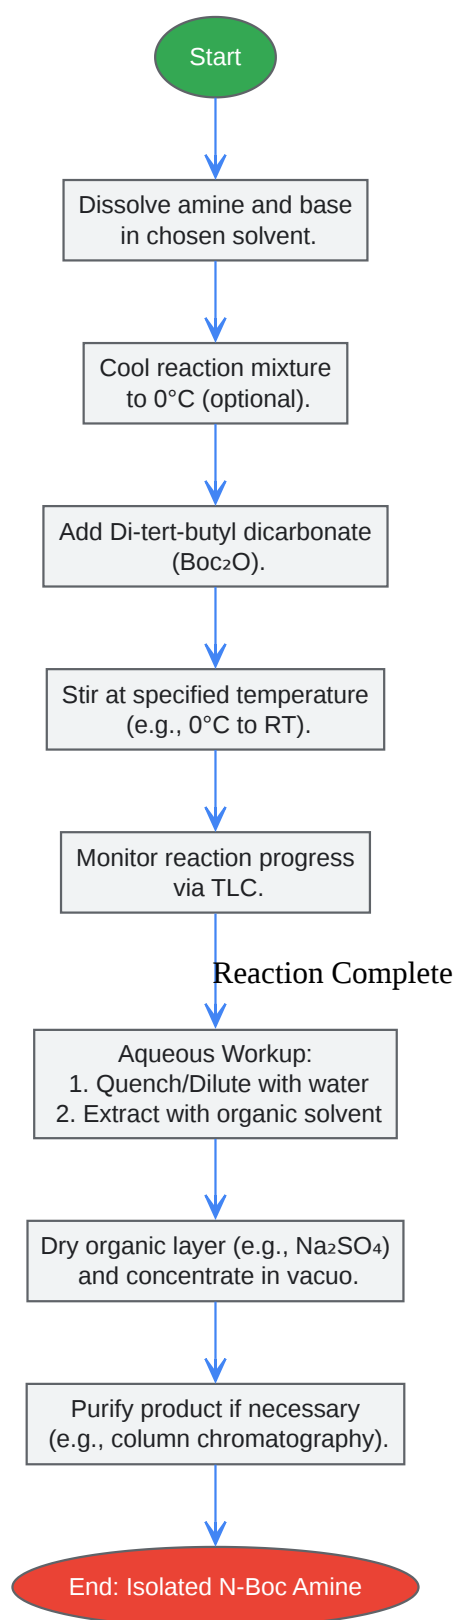 Start
Dissolve amine and base
in chosen solvent.
Cool reaction mixture
to 0°C (optional).
Add Di-tert-butyl dicarbonate
(Boc₂O).
Stir at specified temperature
(e.g., 0°C to RT).
Monitor reaction progress
via TLC.
Reaction Complete
Aqueous Workup:
1. Quench/Dilute with water
2. Extract with organic solvent
Dry organic layer (e.g., Na₂SO₄)
and concentrate in vacuo.
Purify product if necessary
(e.g., column chromatography).
End: Isolated N-Boc Amine